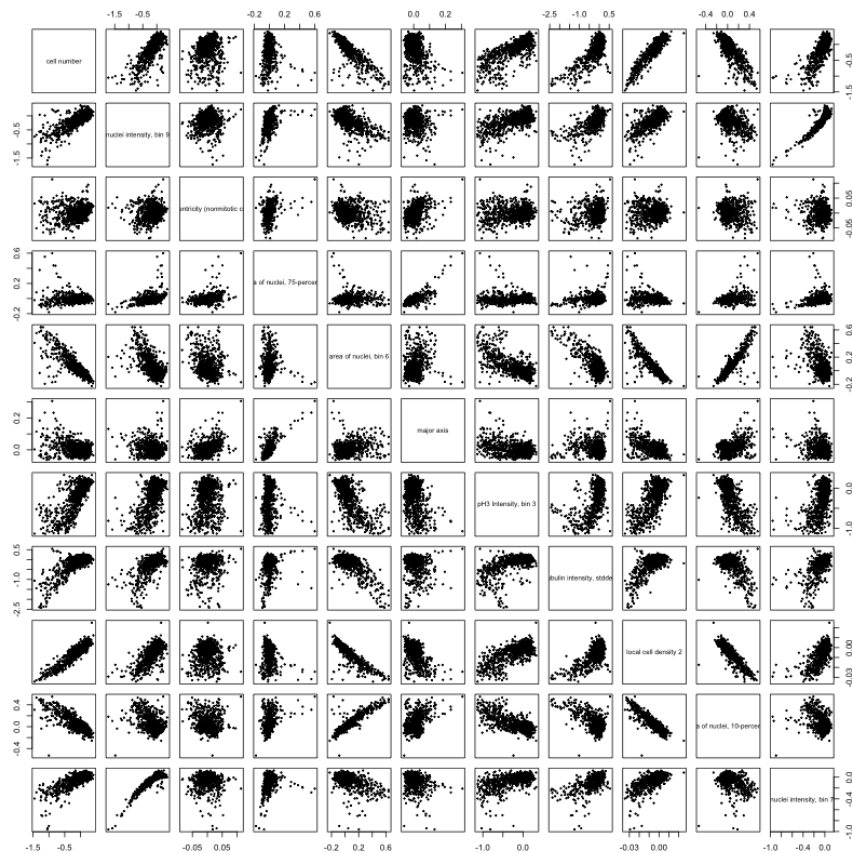 -1.5 -0.5 0.0 0.2 0.4 0.6 0.0 0.2 -2.5 -1.0 0.5 -0.4 0.0 0.4
cell number
-1.5 -0.5
-1.5 -0.5
nuclei intensity, bin 9
entricity (nonmitotic c
-0.05 0.05
-0.2 0.2 0.6
a of nuclei, 75-percen
area of nuclei, bin 6
-0.2 0.2 0.6
0.0 0.2
major axis
pH3 Intensity, bin 3
-1.0 0.0
-2.5 -1.0 0.5
ubulin intensity, stdde
local cell density 2
-0.03 0.00
-0.4 0.0 0.4
a of nuclei, 10-percen
nuclei intensity, bin 7
-1.0 -0.4 0.0
-1.5 -0.5 -0.05 0.05 -0.2 0.2 0.6 -1.0 0.0 -0.03 0.00 -1.0 -0.4 0.0